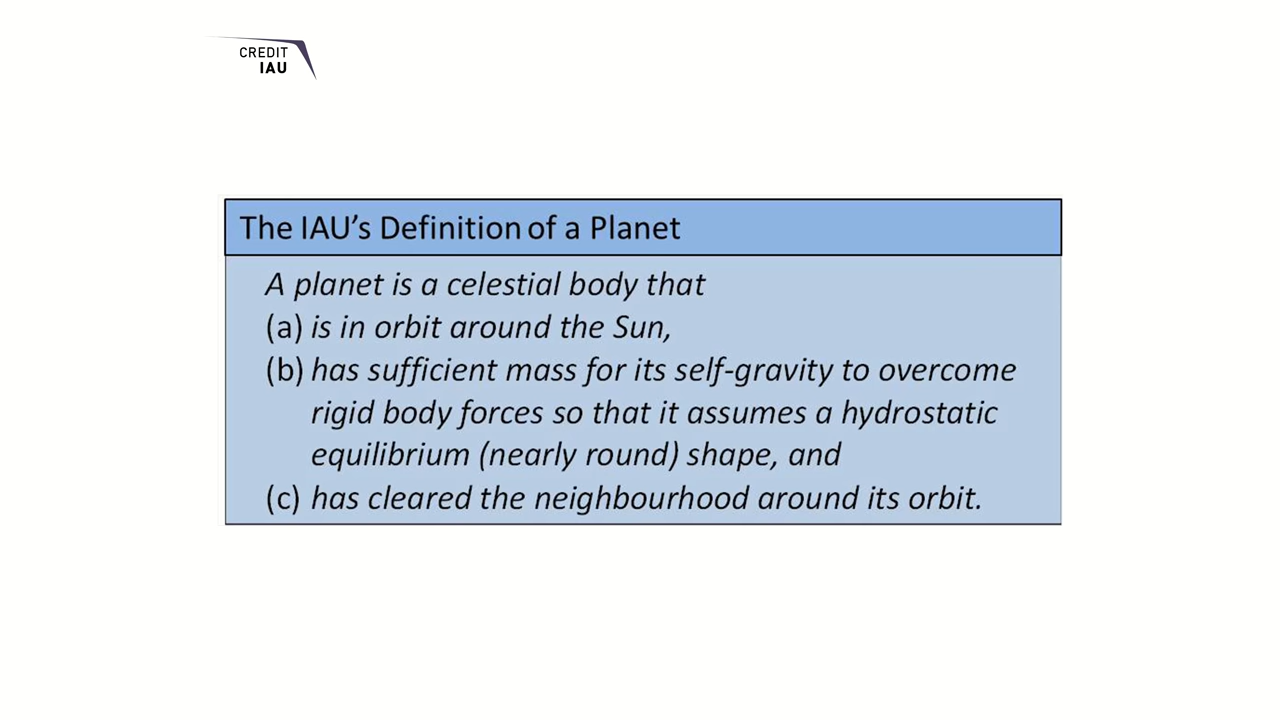 CREDIT
IAU
The IAU’s Definition of a Planet
A planet is a celestial body that
(a) is in orbit around the Sun,
(b) has sufficient mass for its self-gravity to overcome
rigid body forces so that it assumes a hydrostatic
equilibrium (nearly round) shape, and
(c) has cleared the neighbourhood around its orbit.